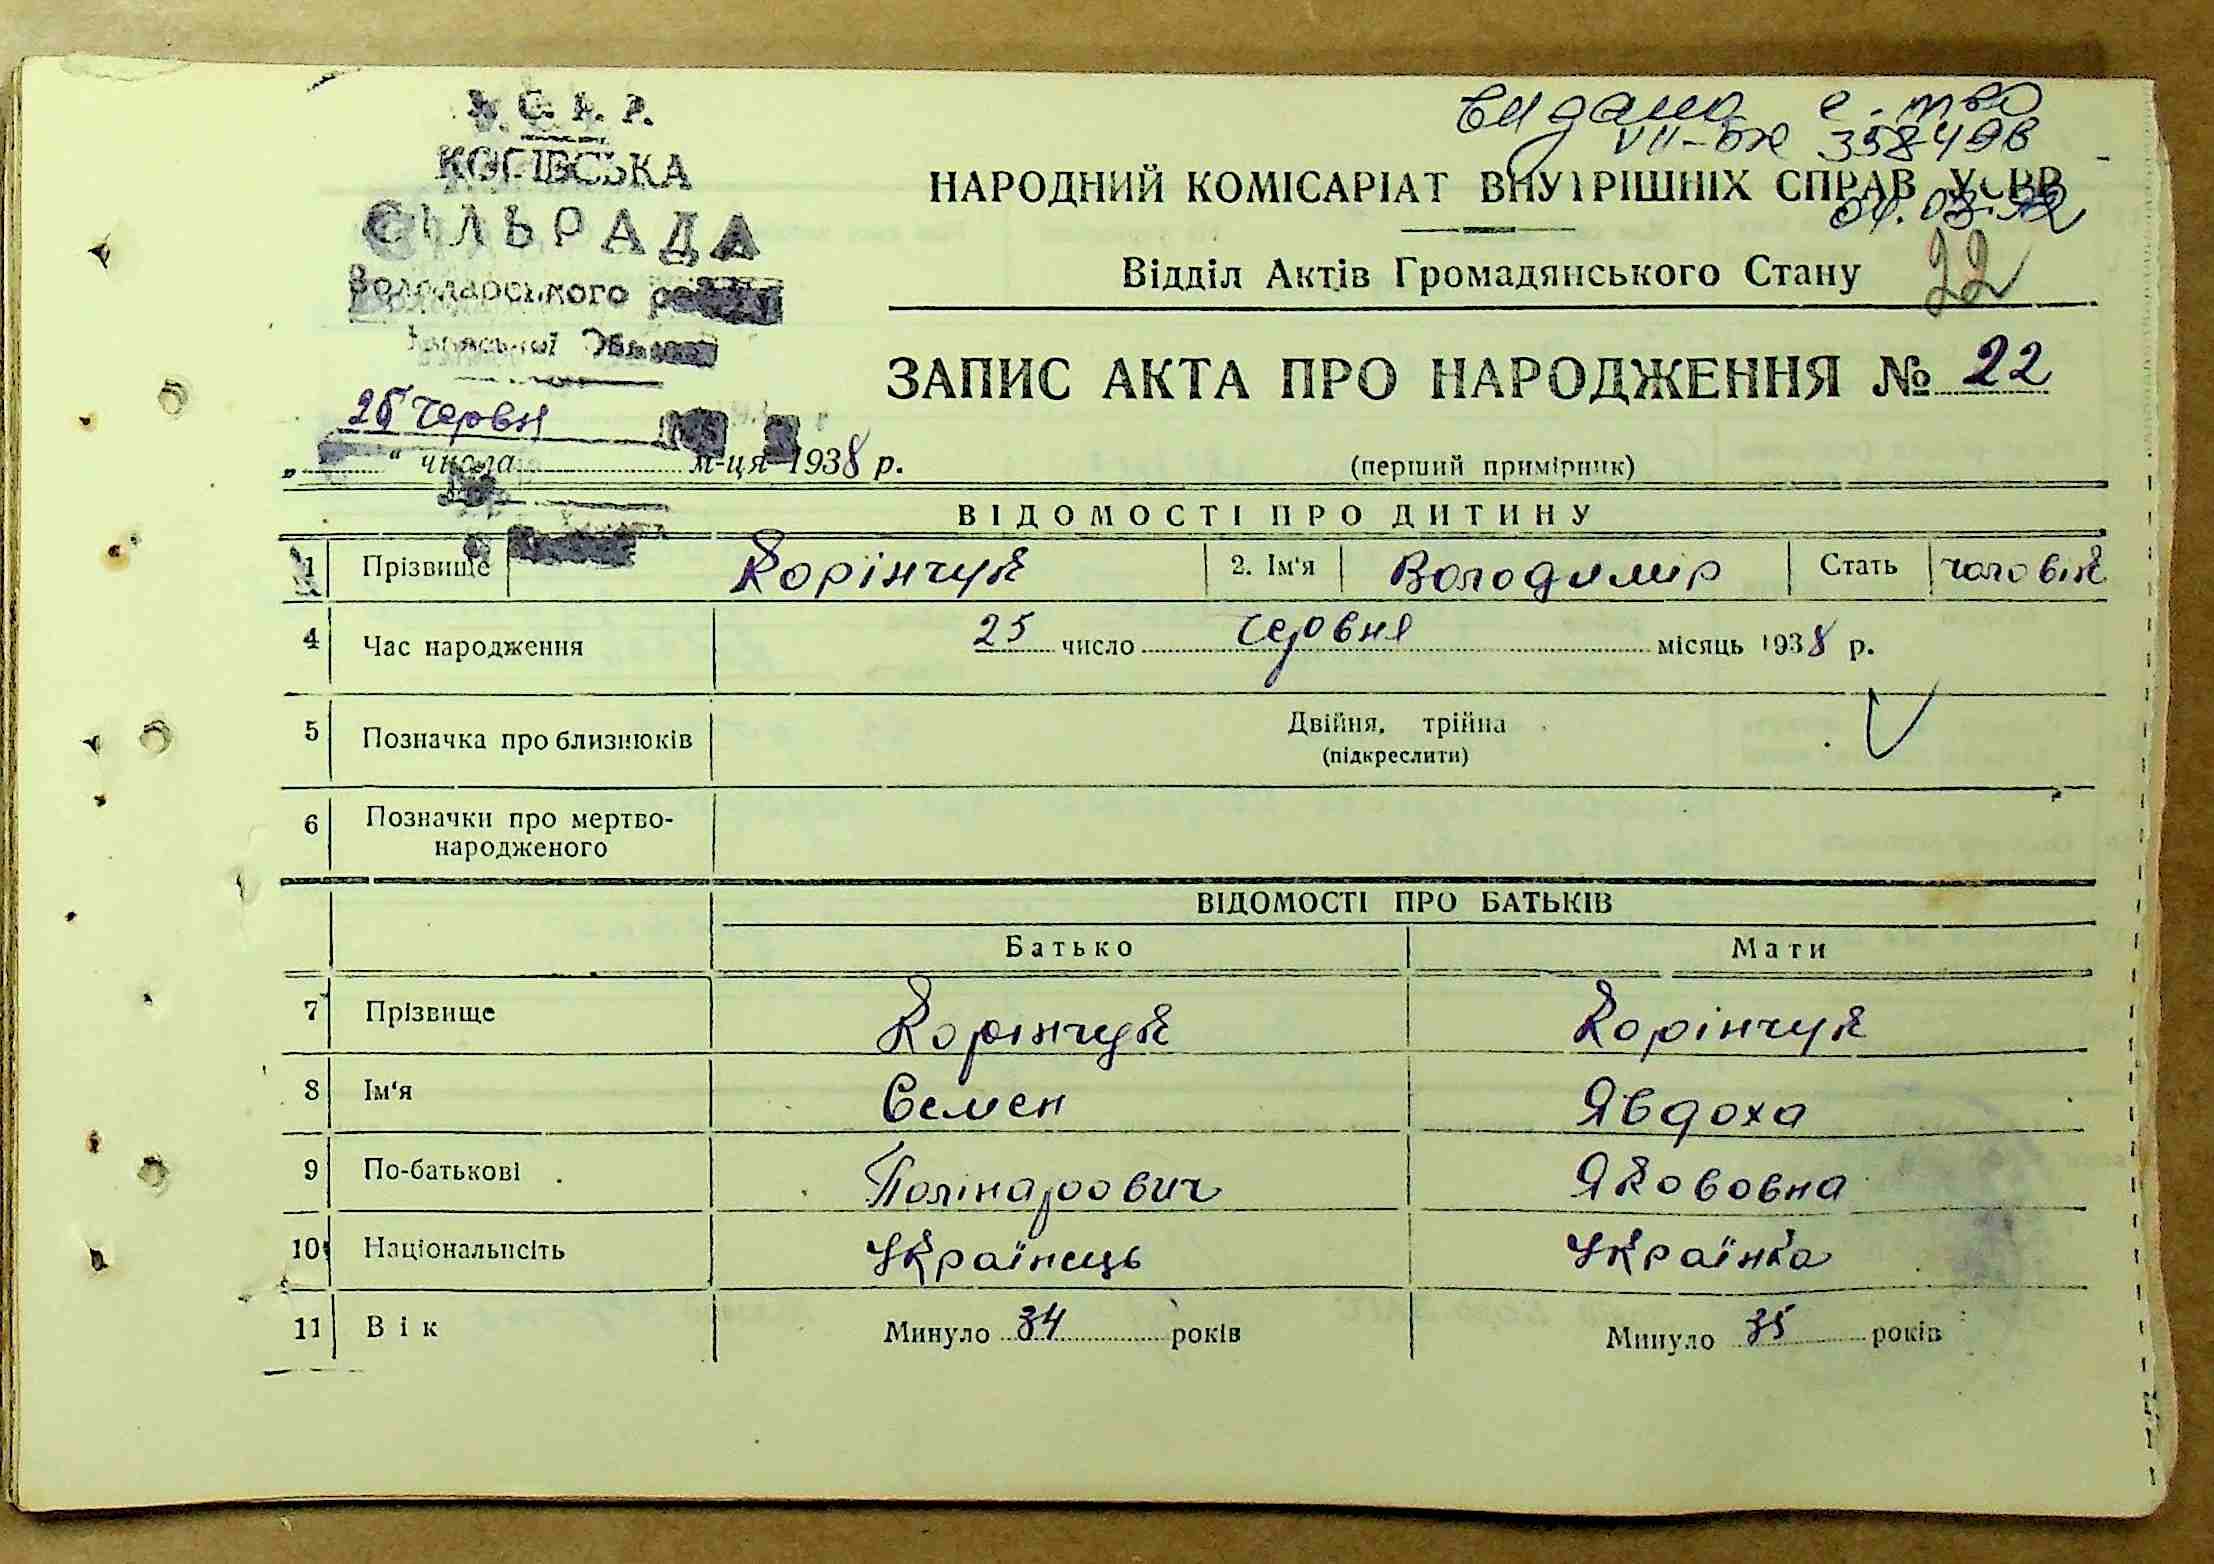 У. С. Р. Р.
СІЛЬРАДА
Володарського
Видано с. тво
VII-БЖ 358498
НАРОДНИЙ КОМІСАРІАТ ВНУТРІШНІХ СПРАВ УСРР
Відділ Актів Громадянського Стану
22
ЗАПИС АКТА ПРО НАРОДЖЕННЯ № 22
червн
„ “ числа м-ця 1938 р.
(перший примірник)
ВІДОМОСТІ ПРО ДИТИНУ
1 Прізвище Корінчук 2. Ім'я Володимир Стать чоловік
4 Час народження 25 число червня місяць 1938 р.
5 Позначка про близнюків Двійня, трійна
(підкреслити)
6 Позначки про мертво-
народженого
ВІДОМОСТІ ПРО БАТЬКІВ
Батько Мати
7 Прізвище Корінчук Корінчук
8 Ім'я Семен Явдоха
9 По-батькові Полінарович Якововна
10 Національність Українець Українка
11 Вік Минуло 34 років Минуло 35 років